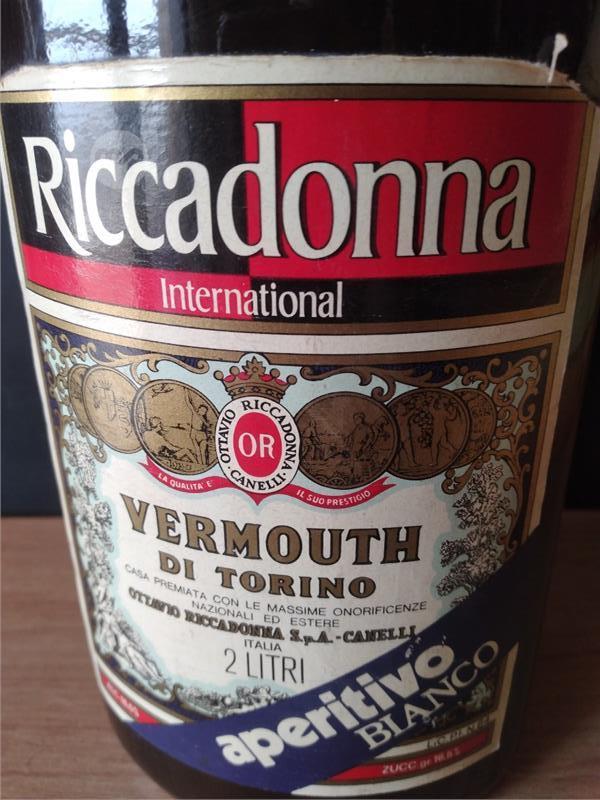 Riccadonna
International
OTTAVIO RICCADONNA
OR
CANELLI
LA QUALITA' E'
IL SUO PRESTIGIO
VERMOUTH
DI TORINO
CASA PREMIATA CON LE MASSIME ONORIFICENZE
NAZIONALI ED ESTERE
OTTAVIO RICCADONNA S.p.A. - CANELLI
ITALIA
2 LITRI
aperitivo
BIANCO